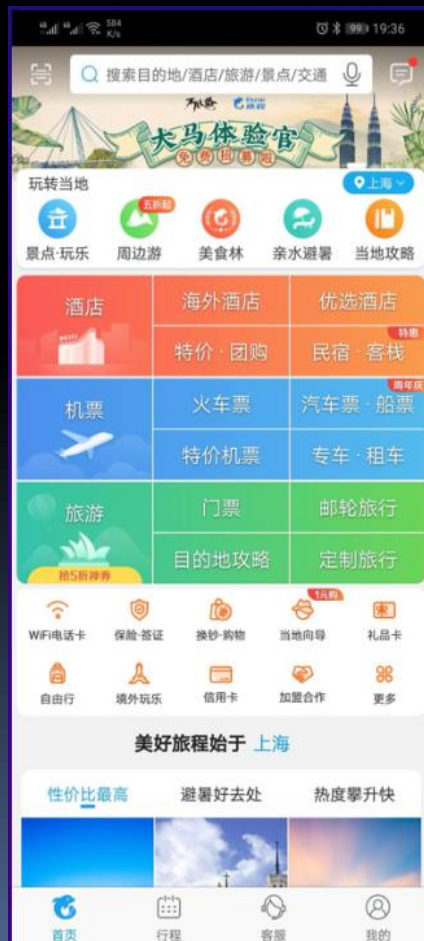 46 46 584 K/s 99 19:36
搜索目的地/酒店/旅游/景点/交通
携程
大马体验官
免费招募啦
玩转当地 上海
五折起
景点·玩乐 周边游 美食林 亲水避暑 当地攻略
酒店 海外酒店 优选酒店
HOTEL
特惠
特价·团购 民宿·客栈
周年庆
机票 火车票 汽车票·船票
特价机票 专车·租车
旅游 门票 邮轮旅行
目的地攻略 定制旅行
抢5折神券
1元购
WiFi电话卡 保险·签证 换钞·购物 当地向导 礼品卡
自由行 境外玩乐 信用卡 加盟合作 更多
美好旅程始于 上海
性价比最高 避暑好去处 热度攀升快
首页 行程 客服 我的